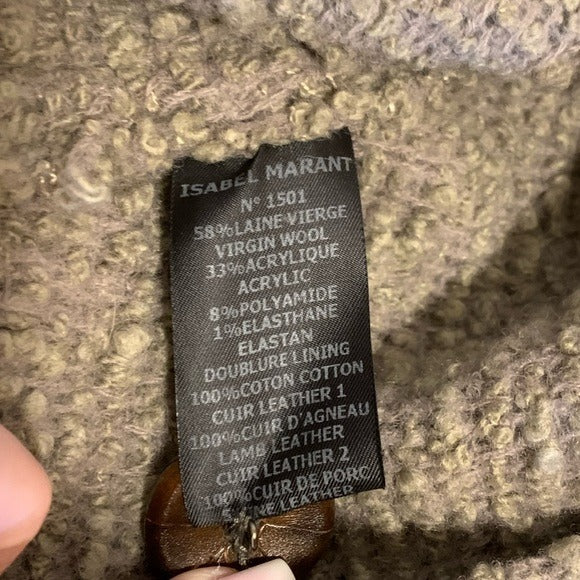 ISABEL MARANT
N° 1501
58%LAINE VIERGE
VIRGIN WOOL
33%ACRYLIQUE
ACRYLIC
8%POLYAMIDE
1%ELASTHANE
ELASTAN
DOUBLURE LINING
100%COTON COTTON
CUIR LEATHER 1
100%CUIR D'AGNEAU
LAMB LEATHER
CUIR LEATHER 2
100%CUIR DE PORC
LEATHER